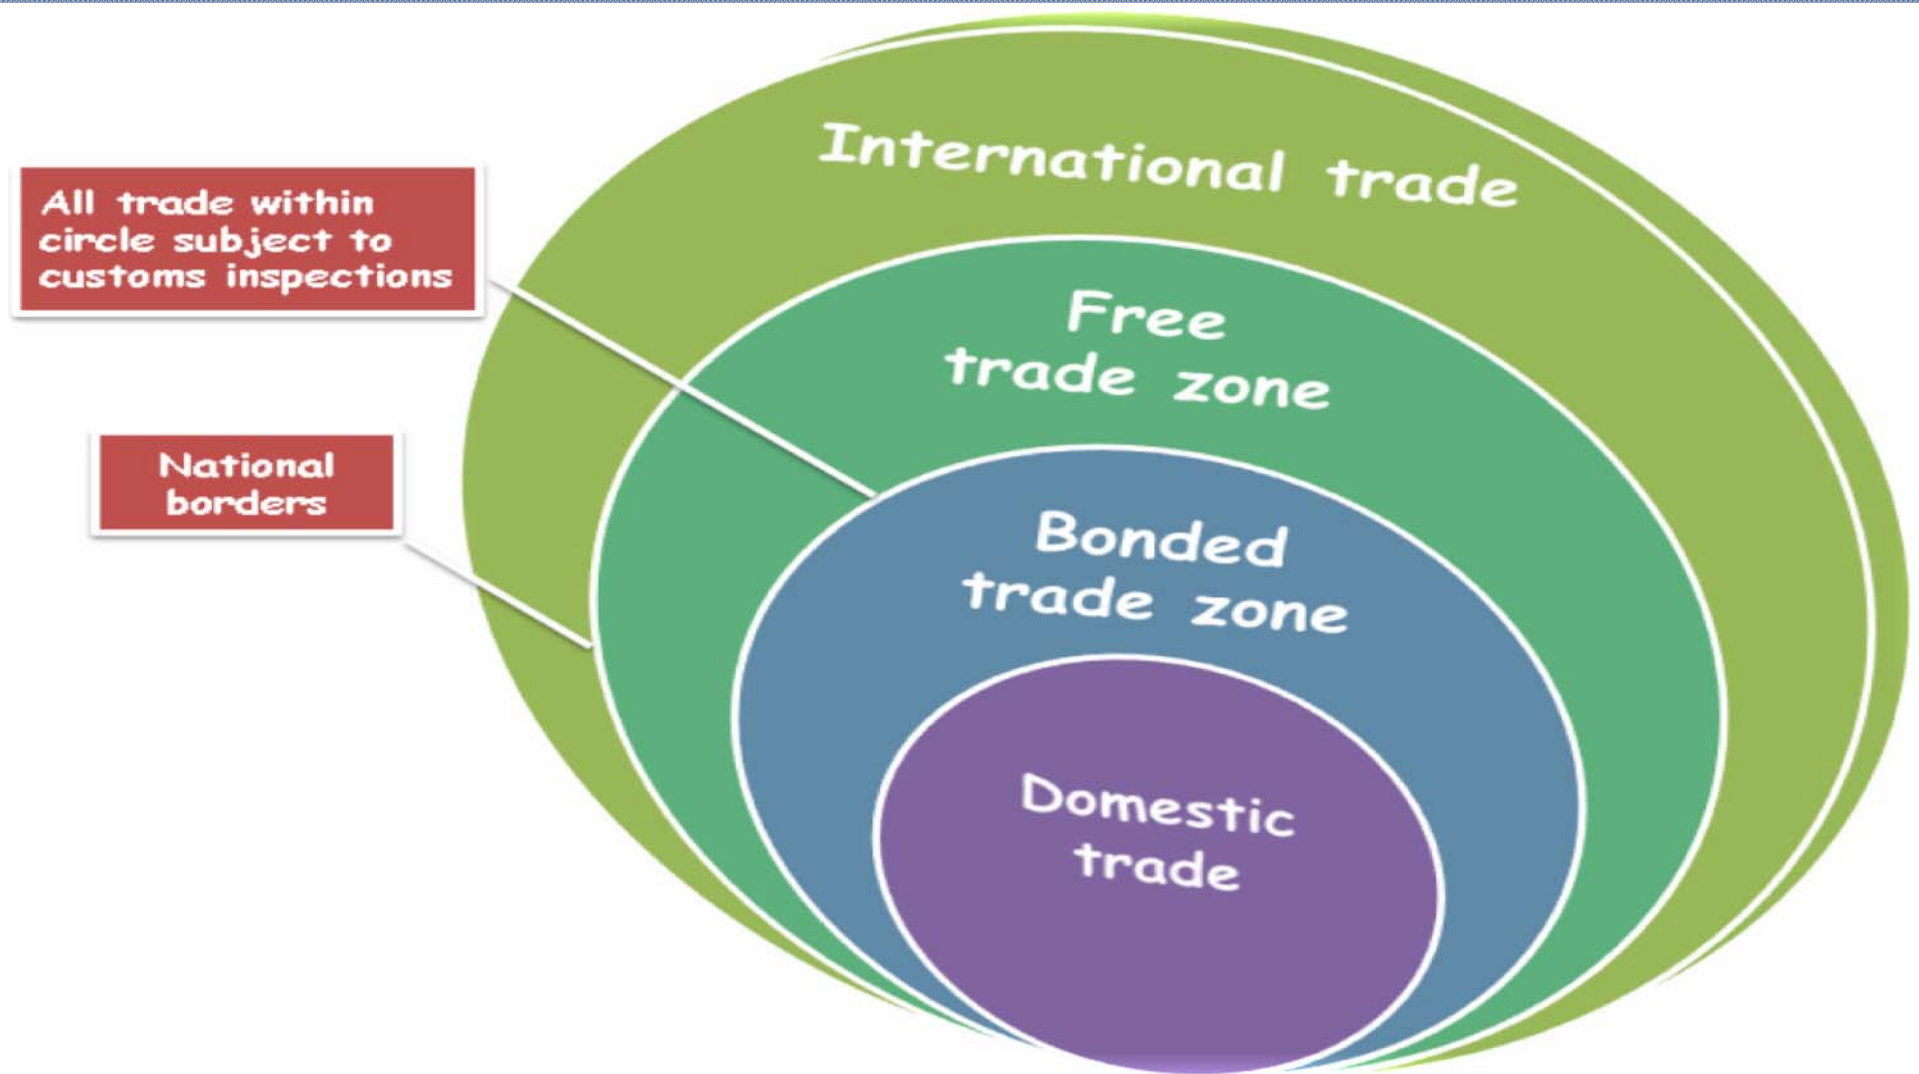 International trade
All trade within
circle subject to
customs inspections
Free
trade zone
National
borders
Bonded
trade zone
Domestic
trade